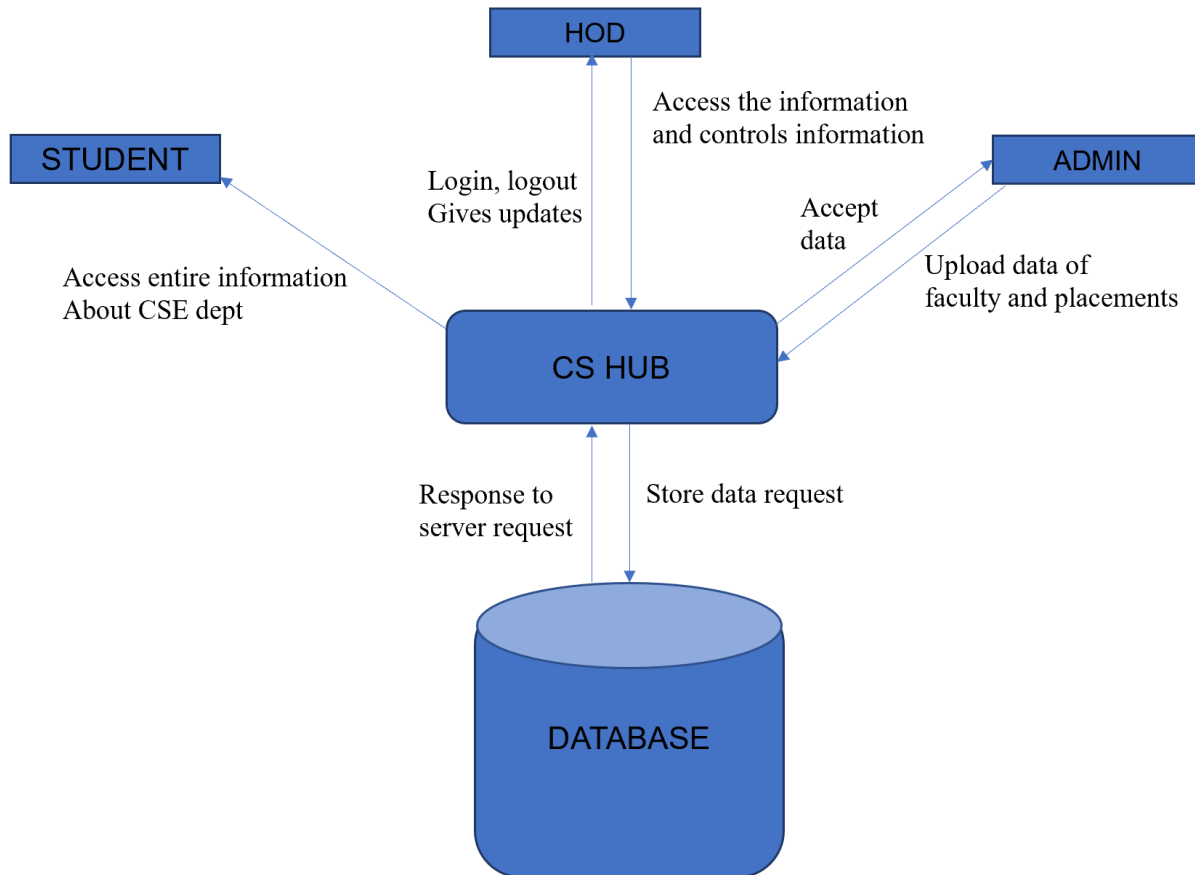 HOD
Access the information
and controls information
STUDENT
ADMIN
Login, logout
Gives updates
Accept
data
Access entire information
About CSE dept
Upload data of
faculty and placements
CS HUB
Response to
server request
Store data request
DATABASE